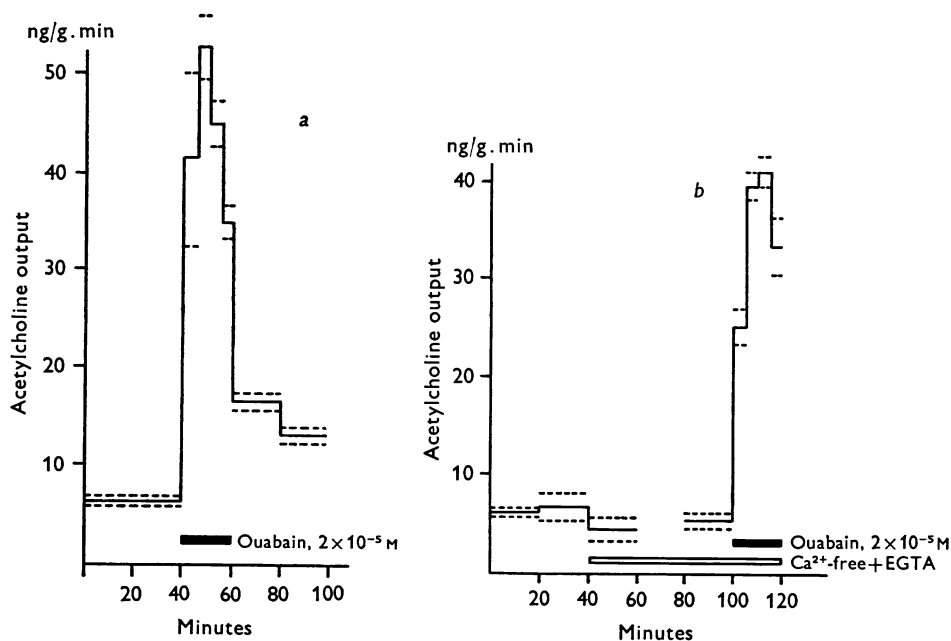 ng/g. min
50
40
30
20
10
Acetylcholine output
a
Ouabain, 2×10⁻⁵ M
20 40 60 80 100
Minutes
ng/g. min
40
30
20
10
Acetylcholine output
b
Ouabain, 2×10⁻⁵ M
Ca²⁺-free+EGTA
20 40 60 80 100 120
Minutes